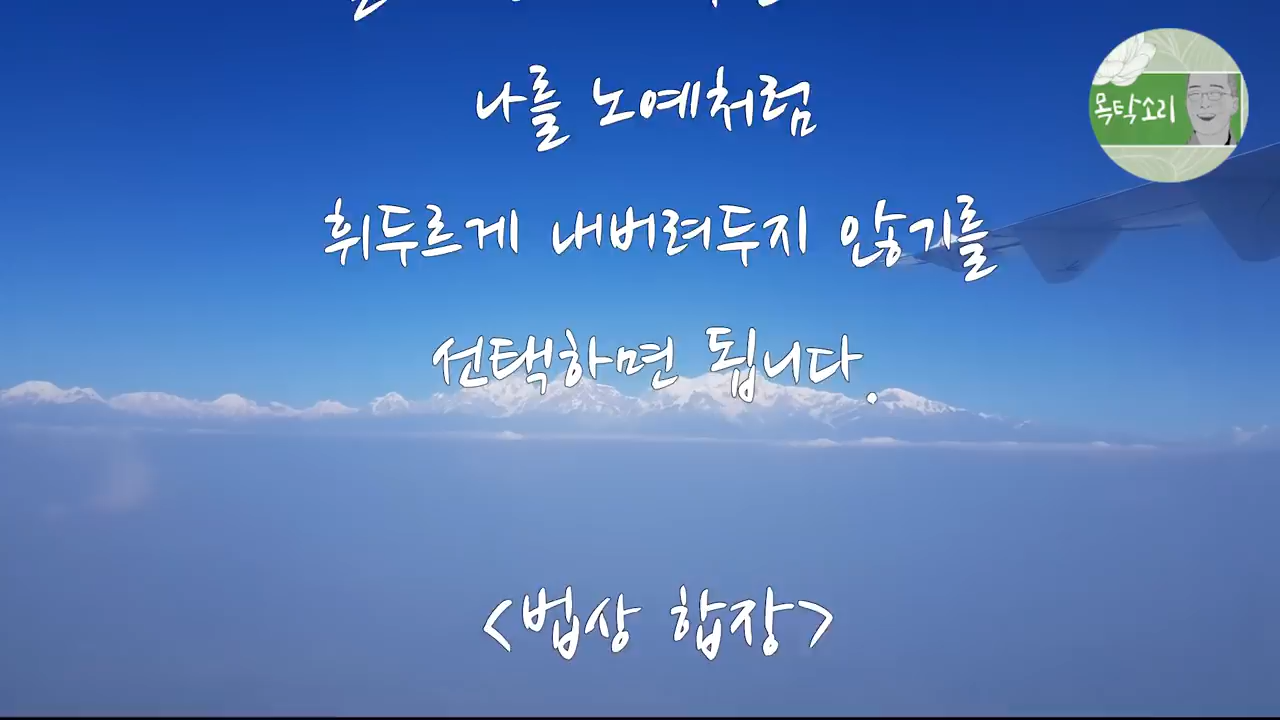 나를 노예처럼
목탁소리
휘두르게 내버려두지 않기를
선택하면 됩니다.
<법상 합장>